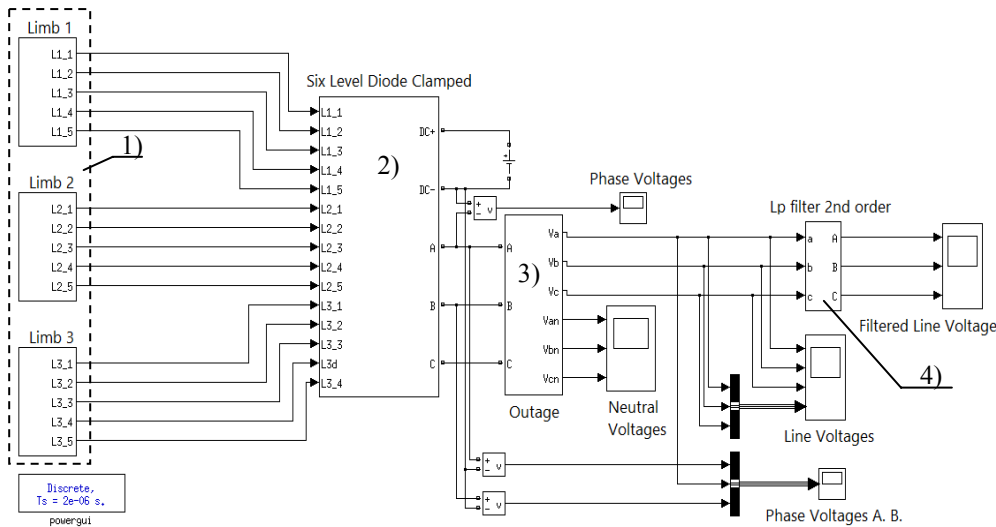 Limb 1
L1_1
L1_2
L1_3
L1_4
L1_5
1)
Limb 2
L2_1
L2_2
L2_3
L2_4
L2_5
Limb 3
L3_1
L3_2
L3_3
L3_4
L3_5
Discrete,
Ts = 2e-06 s.
powergui
Six Level Diode Clamped
L1_1
L1_2
L1_3
L1_4
L1_5
L2_1
L2_2
L2_3
L2_4
L2_5
L3_1
L3_2
L3_3
L3d
L3_4
2)
DC+
DC-
A
B
C
+
+
- v
Phase Voltages
3)
A
B
C
Va
Vb
Vc
Van
Vbn
Vcn
Outage
Neutral
Voltages
Lp filter 2nd order
a A
b B
c C
4)
Filtered Line Voltage
Line Voltages
+
- v
+
- v
Phase Voltages A. B.